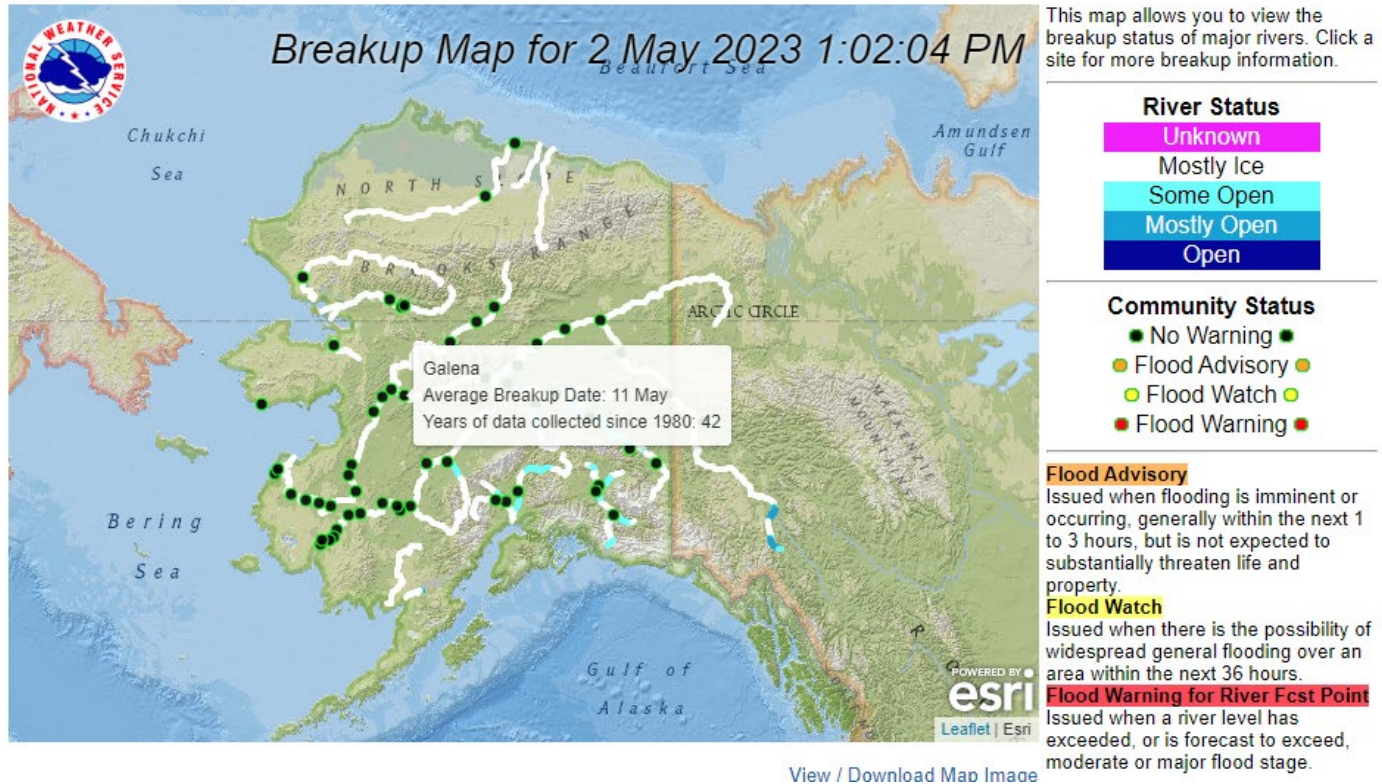 NATIONAL WEATHER SERVICE
Breakup Map for 2 May 2023 1:02:04 PM
Beaufort Sea
Chukchi
Sea
Amundsen
Gulf
NORTH SLOPE
BROOKS RANGE
ARCTIC CIRCLE
Galena
Average Breakup Date: 11 May
Years of data collected since 1980: 42
MACKENZIE
MOUNTAINS
Bering
Sea
Gulf of
Alaska
R O
POWERED BY
esri
Leaflet | Esri
View / Download Map Image
This map allows you to view the
breakup status of major rivers. Click a
site for more breakup information.
River Status
Unknown
Mostly Ice
Some Open
Mostly Open
Open
Community Status
No Warning
Flood Advisory
Flood Watch
Flood Warning
Flood Advisory
Issued when flooding is imminent or
occurring, generally within the next 1
to 3 hours, but is not expected to
substantially threaten life and
property.
Flood Watch
Issued when there is the possibility of
widespread general flooding over an
area within the next 36 hours.
Flood Warning for River Fcst Point
Issued when a river level has
exceeded, or is forecast to exceed,
moderate or major flood stage.